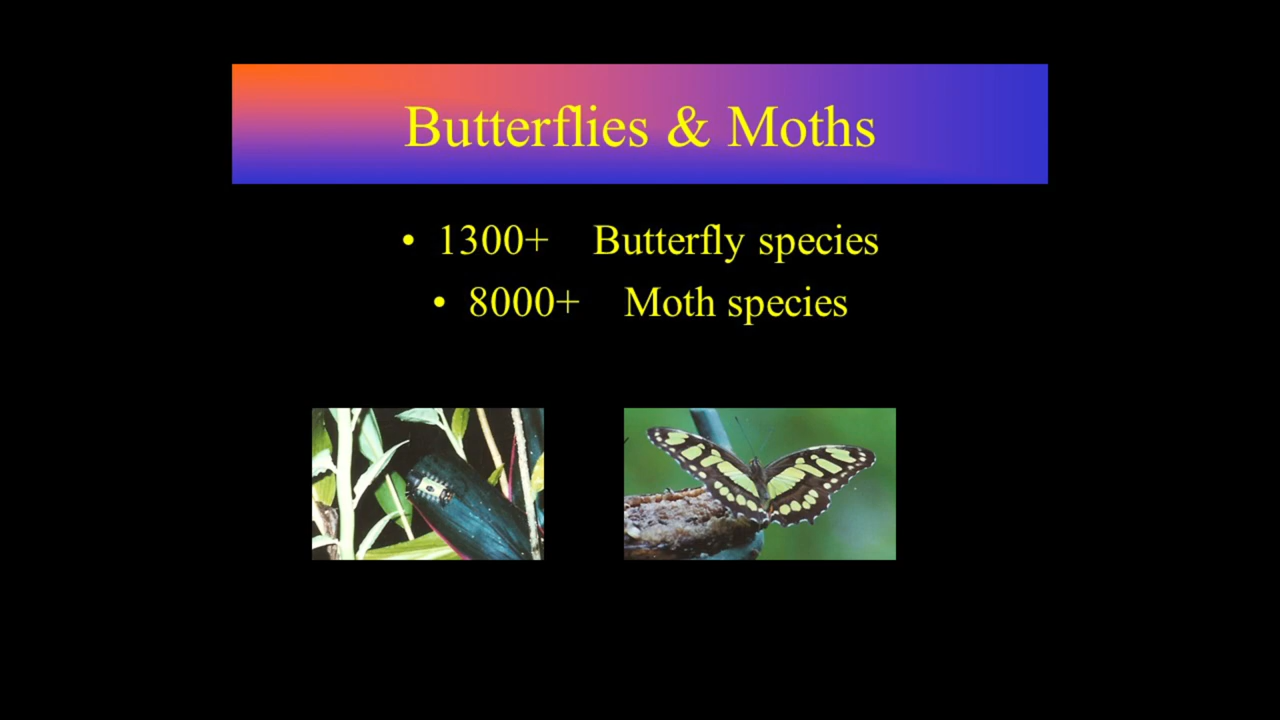 Butterflies & Moths
• 1300+ Butterfly species
• 8000+ Moth species